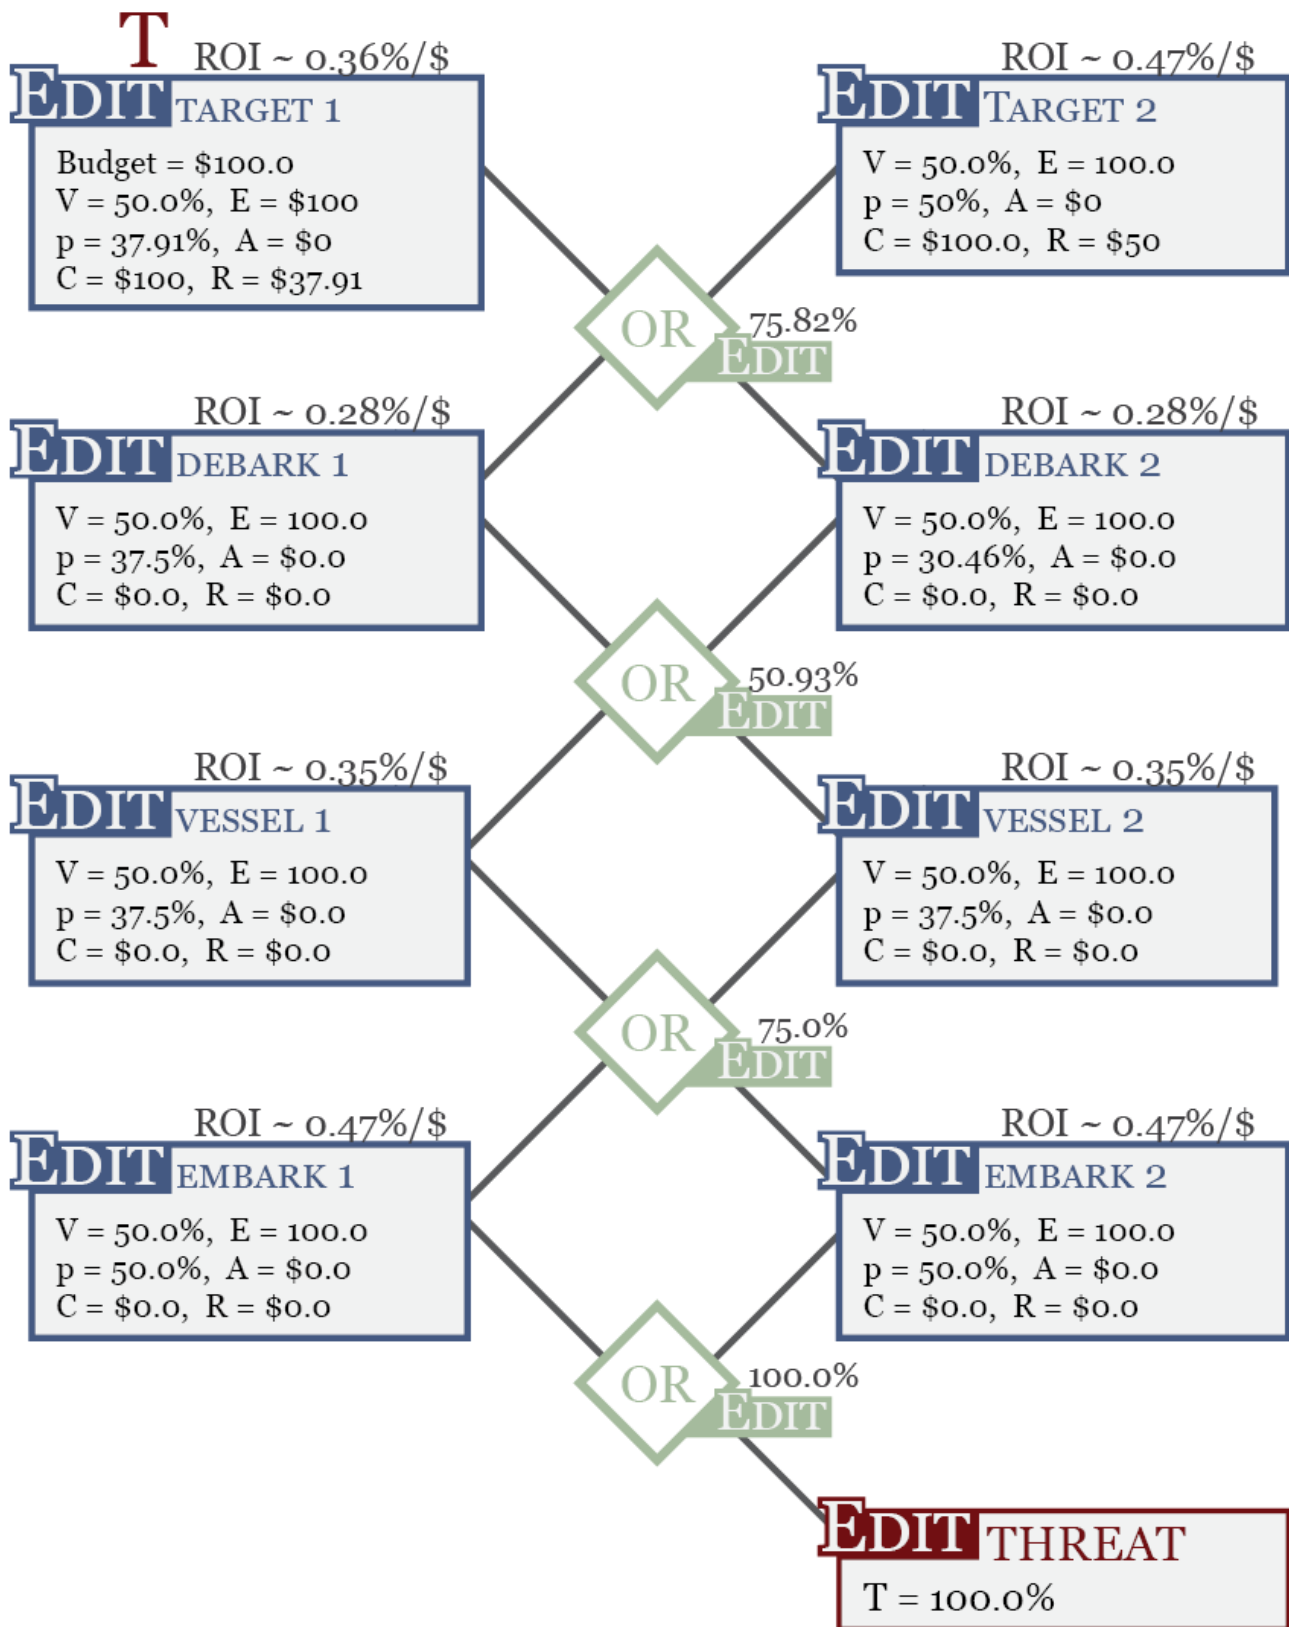 T
ROI ~ 0.36%/$
EDIT TARGET 1
Budget = $100.0
V = 50.0%, E = $100
p = 37.91%, A = $0
C = $100, R = $37.91
ROI ~ 0.47%/$
EDIT TARGET 2
V = 50.0%, E = 100.0
p = 50%, A = $0
C = $100.0, R = $50
OR
75.82%
EDIT
ROI ~ 0.28%/$
EDIT DEBARK 1
V = 50.0%, E = 100.0
p = 37.5%, A = $0.0
C = $0.0, R = $0.0
ROI ~ 0.28%/$
EDIT DEBARK 2
V = 50.0%, E = 100.0
p = 30.46%, A = $0.0
C = $0.0, R = $0.0
OR
50.93%
EDIT
ROI ~ 0.35%/$
EDIT VESSEL 1
V = 50.0%, E = 100.0
p = 37.5%, A = $0.0
C = $0.0, R = $0.0
ROI ~ 0.35%/$
EDIT VESSEL 2
V = 50.0%, E = 100.0
p = 37.5%, A = $0.0
C = $0.0, R = $0.0
OR
75.0%
EDIT
ROI ~ 0.47%/$
EDIT EMBARK 1
V = 50.0%, E = 100.0
p = 50.0%, A = $0.0
C = $0.0, R = $0.0
ROI ~ 0.47%/$
EDIT EMBARK 2
V = 50.0%, E = 100.0
p = 50.0%, A = $0.0
C = $0.0, R = $0.0
OR
100.0%
EDIT
EDIT THREAT
T = 100.0%